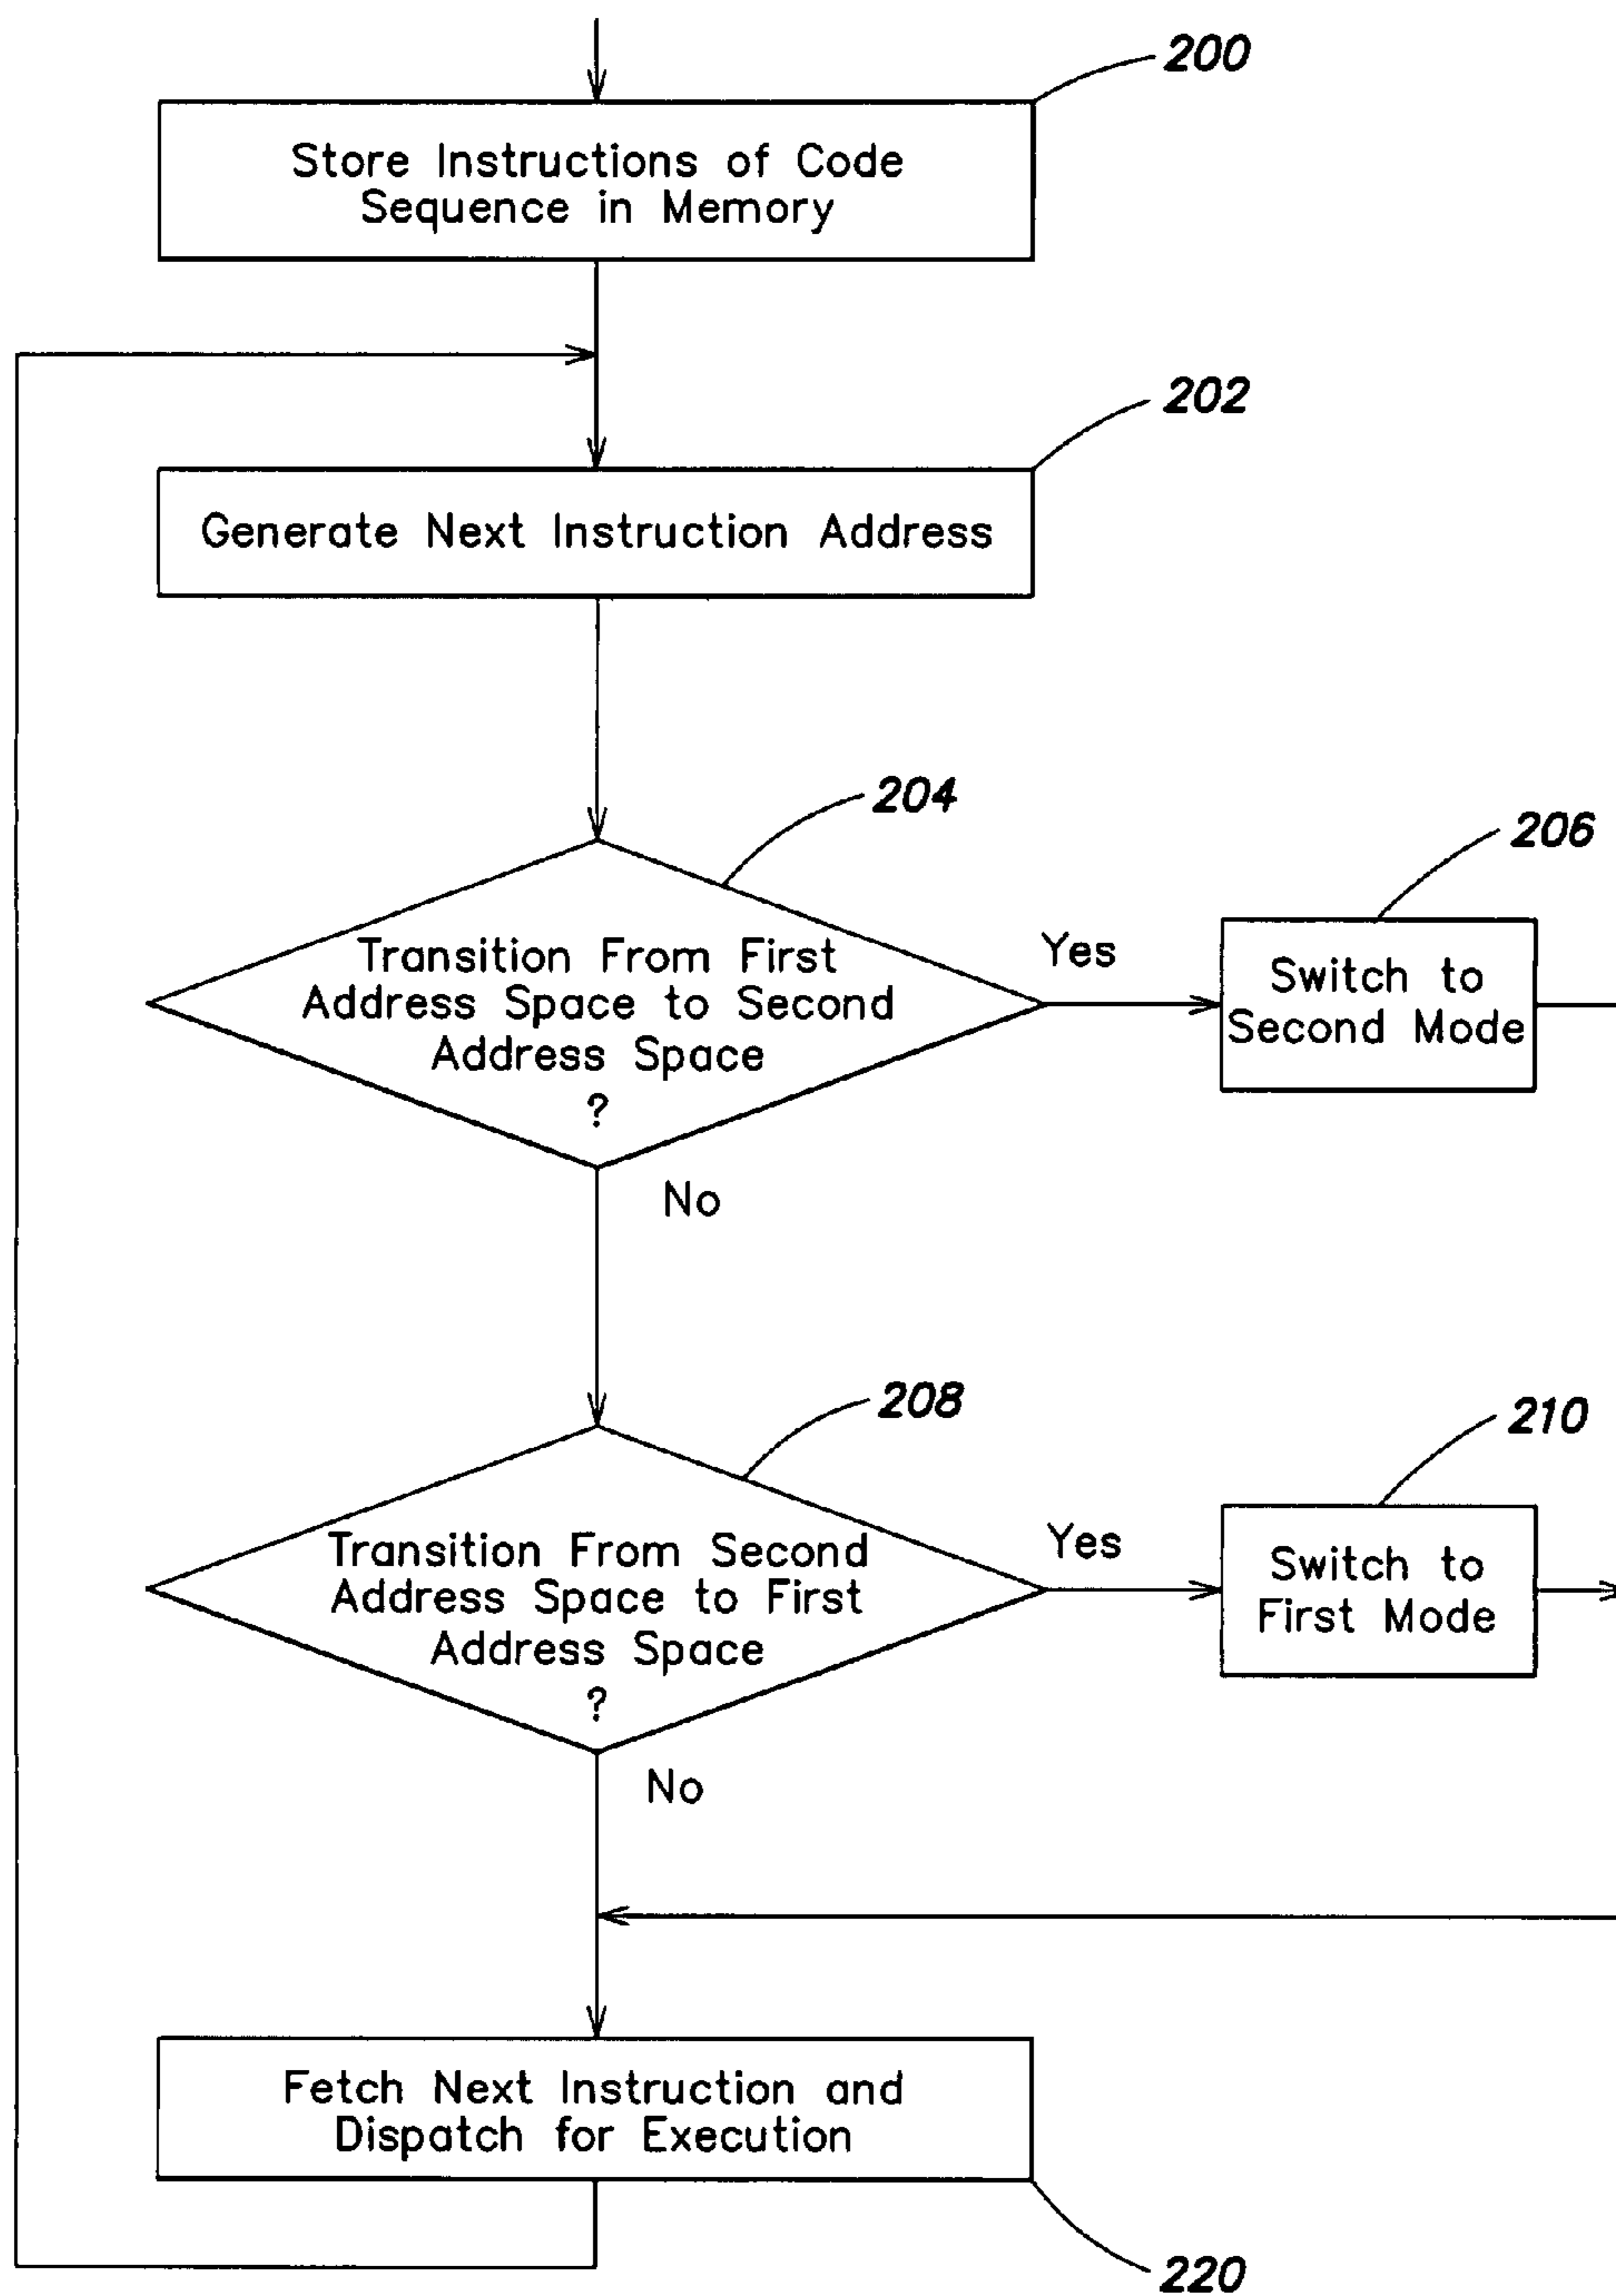 200
Store Instructions of Code
Sequence in Memory
202
Generate Next Instruction Address
204
206
Transition From First
Address Space to Second
Address Space
?
Yes
Switch to
Second Mode
No
208
210
Transition From Second
Address Space to First
Address Space
?
Yes
Switch to
First Mode
No
Fetch Next Instruction and
Dispatch for Execution
220